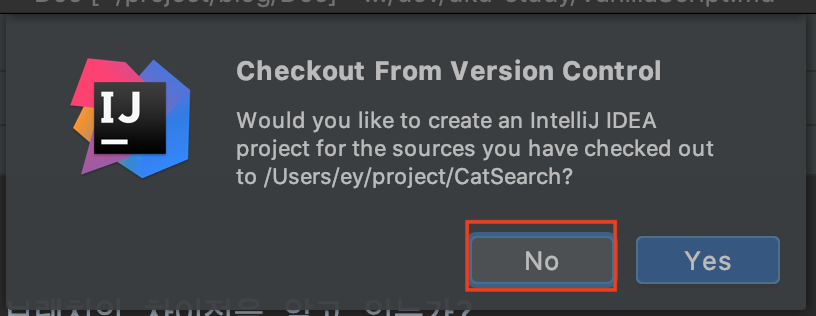 Checkout From Version Control
IJ
Would you like to create an IntelliJ IDEA
project for the sources you have checked out
to /Users/ey/project/CatSearch?
No
Yes